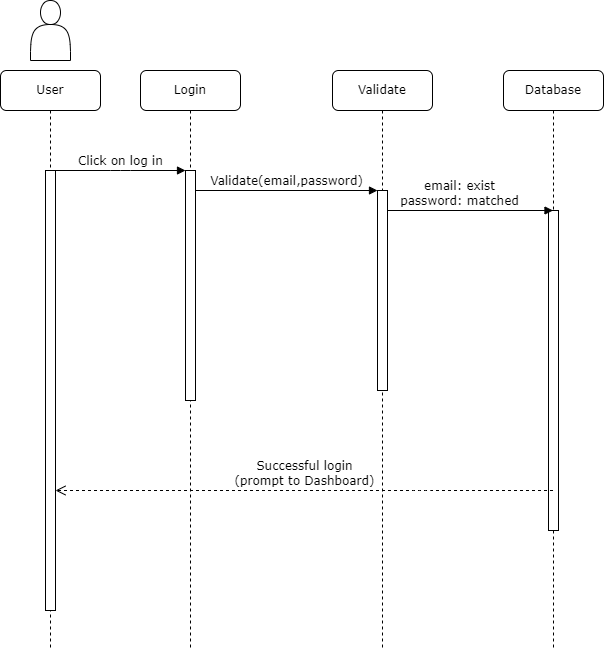 User
Login
Validate
Database
Click on log in
Validate(email,password)
email: exist
password: matched
Successful login
(prompt to Dashboard)